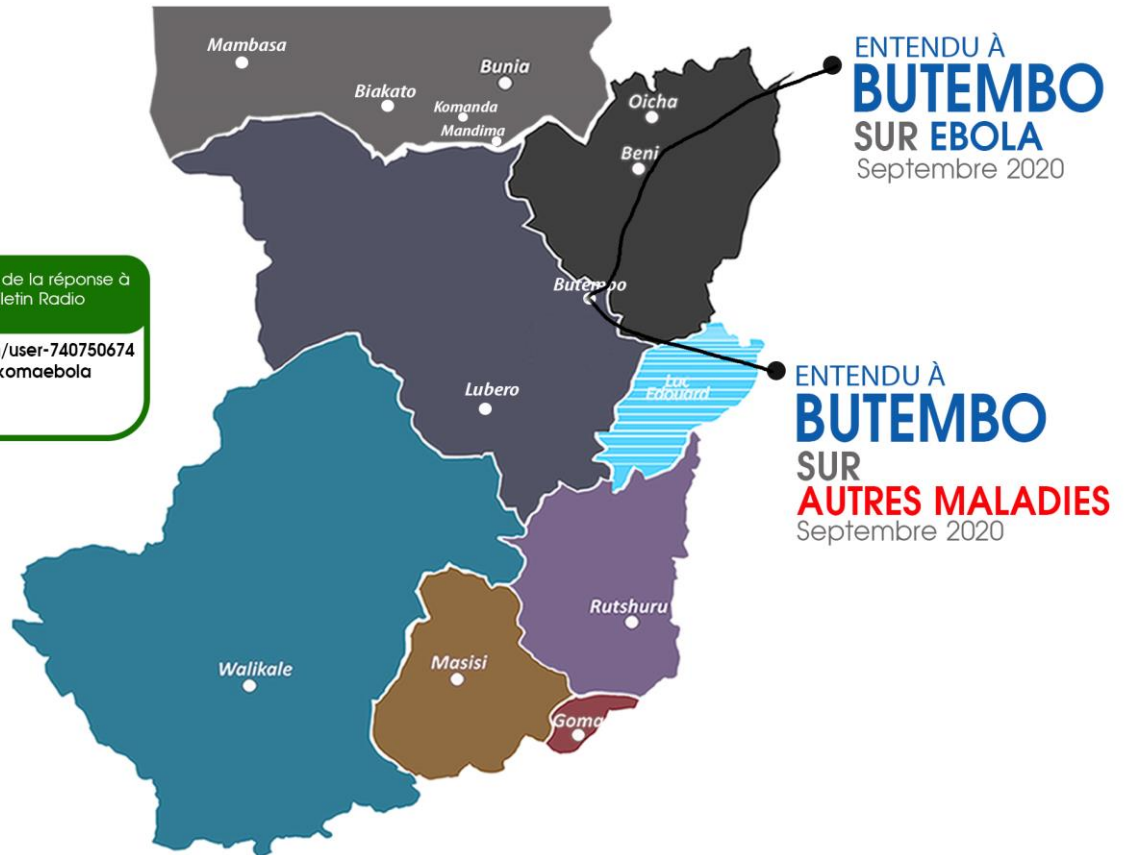 Mambasa
Bunia
Biakato
Komanda
Mandima
Oicha
Beni
ENTENDU À
BUTEMBO
SUR EBOLA
Septembre 2020
de la réponse à
letin Radio
/user-740750674
omaebola
Butembo
Lac
Edouard
Lubero
ENTENDU À
BUTEMBO
SUR
AUTRES MALADIES
Septembre 2020
Rutshuru
Masisi
Walikale
Goma